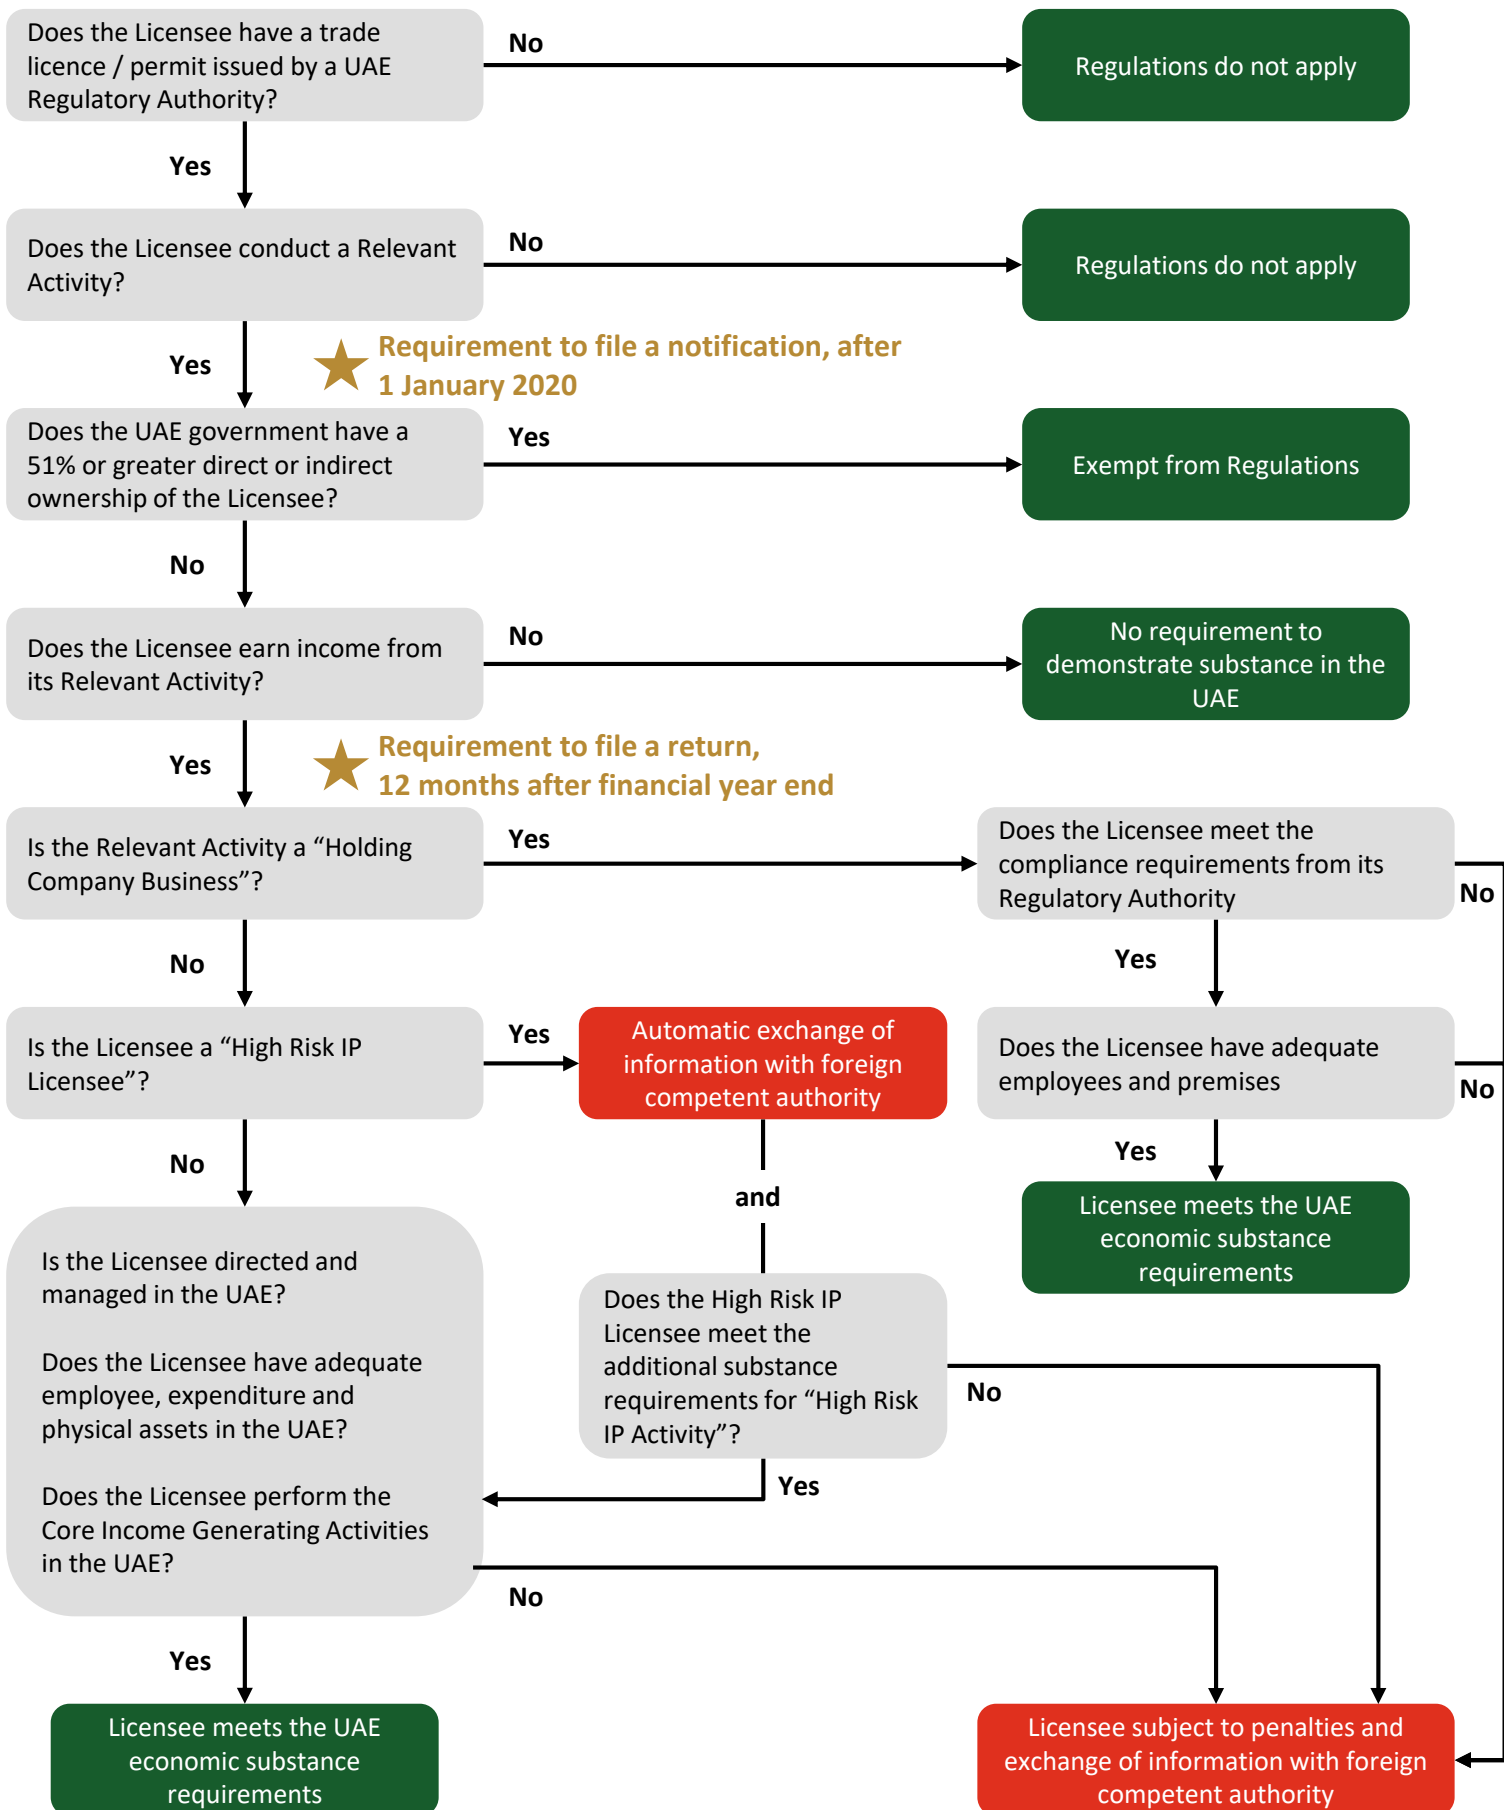 Does the Licensee have a trade
licence / permit issued by a UAE
Regulatory Authority?
No
Regulations do not apply
Yes
Does the Licensee conduct a Relevant
Activity?
No
Regulations do not apply
Yes
Requirement to file a notification, after
1 January 2020
Does the UAE government have a
51% or greater direct or indirect
ownership of the Licensee?
Yes
Exempt from Regulations
No
Does the Licensee earn income from
its Relevant Activity?
No
No requirement to
demonstrate substance in the
UAE
Yes
Requirement to file a return,
12 months after financial year end
Is the Relevant Activity a “Holding
Company Business”?
Yes
Does the Licensee meet the
compliance requirements from its
Regulatory Authority
No
No
Yes
Is the Licensee a “High Risk IP
Licensee”?
Yes
Automatic exchange of
information with foreign
competent authority
Does the Licensee have adequate
employees and premises
No
No
and
Yes
Licensee meets the UAE
economic substance
requirements
Is the Licensee directed and
managed in the UAE?
Does the Licensee have adequate
employee, expenditure and
physical assets in the UAE?
Does the Licensee perform the
Core Income Generating Activities
in the UAE?
Does the High Risk IP
Licensee meet the
additional substance
requirements for “High Risk
IP Activity”?
No
Yes
No
Yes
Licensee meets the UAE
economic substance
requirements
Licensee subject to penalties and
exchange of information with foreign
competent authority